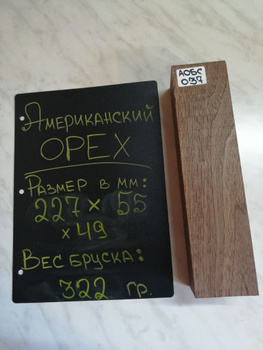 Американский
ОРЕХ
Размер в мм:
227 × 55
× 49
Вес бруска:
322 гр.
АОБС
039